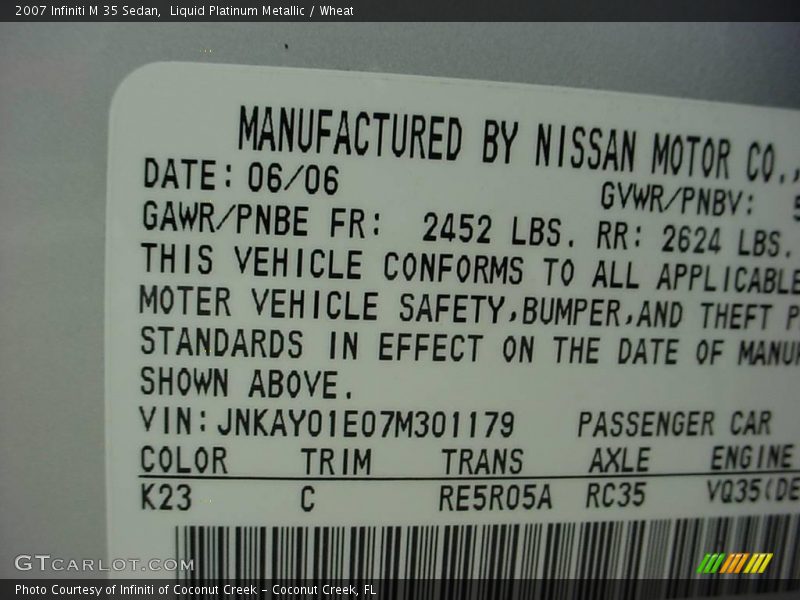 2007 Infiniti M 35 Sedan, Liquid Platinum Metallic / Wheat
MANUFACTURED BY NISSAN MOTOR CO.,
DATE: 06/06 GVWR/PNBV: 5
GAWR/PNBE FR: 2452 LBS. RR: 2624 LBS.
THIS VEHICLE CONFORMS TO ALL APPLICABLE
MOTER VEHICLE SAFETY,BUMPER,AND THEFT P
STANDARDS IN EFFECT ON THE DATE OF MANU
SHOWN ABOVE.
VIN: JNKAY01E07M301179 PASSENGER CAR
COLOR TRIM TRANS AXLE ENGINE
K23 C RE5R05A RC35 VQ35(DE
GTCARLOT.COM
Photo Courtesy of Infiniti of Coconut Creek – Coconut Creek, FL